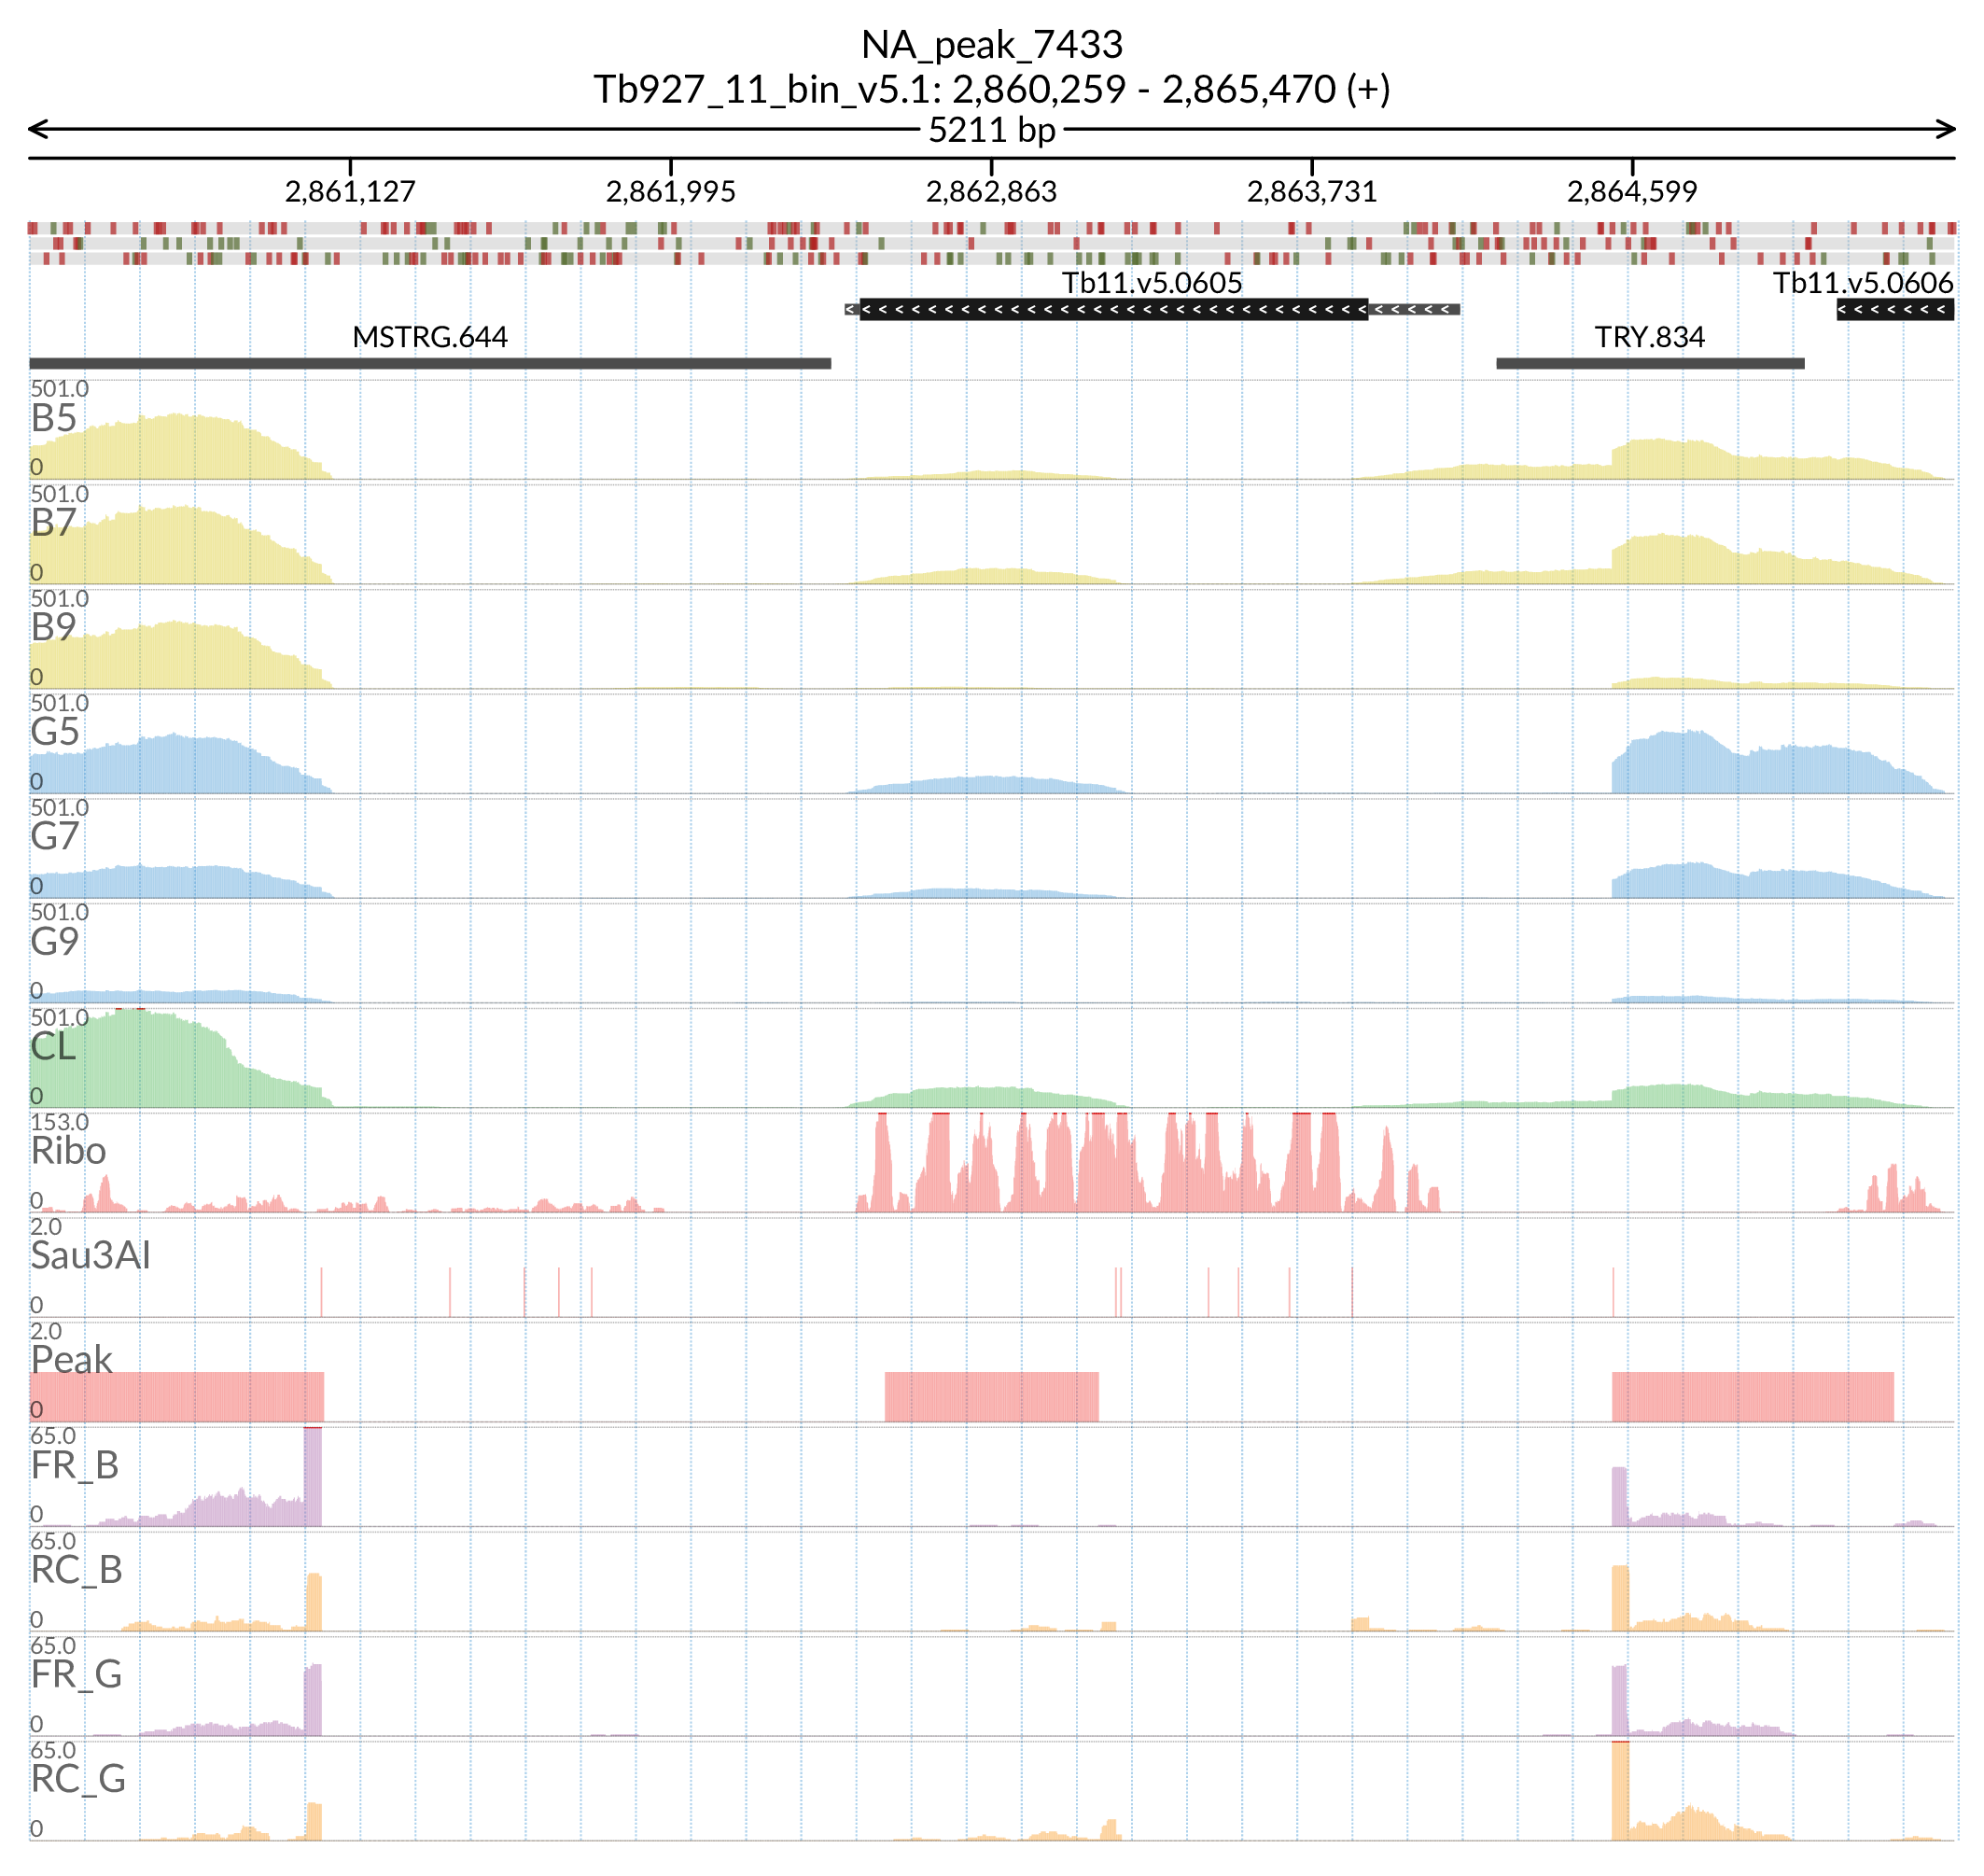 NA_peak_7433
Tb927_11_bin_v5.1: 2,860,259 - 2,865,470 (+)
5211 bp
2,861,127 2,861,995 2,862,863 2,863,731 2,864,599
Tb11.v5.0605 Tb11.v5.0606
MSTRG.644 TRY.834
501.0
B5
0
501.0
B7
0
501.0
B9
0
501.0
G5
0
501.0
G7
0
501.0
G9
0
501.0
CL
0
153.0
Ribo
0
2.0
Sau3AI
0
2.0
Peak
0
65.0
FR_B
0
65.0
RC_B
0
65.0
FR_G
0
65.0
RC_G
0